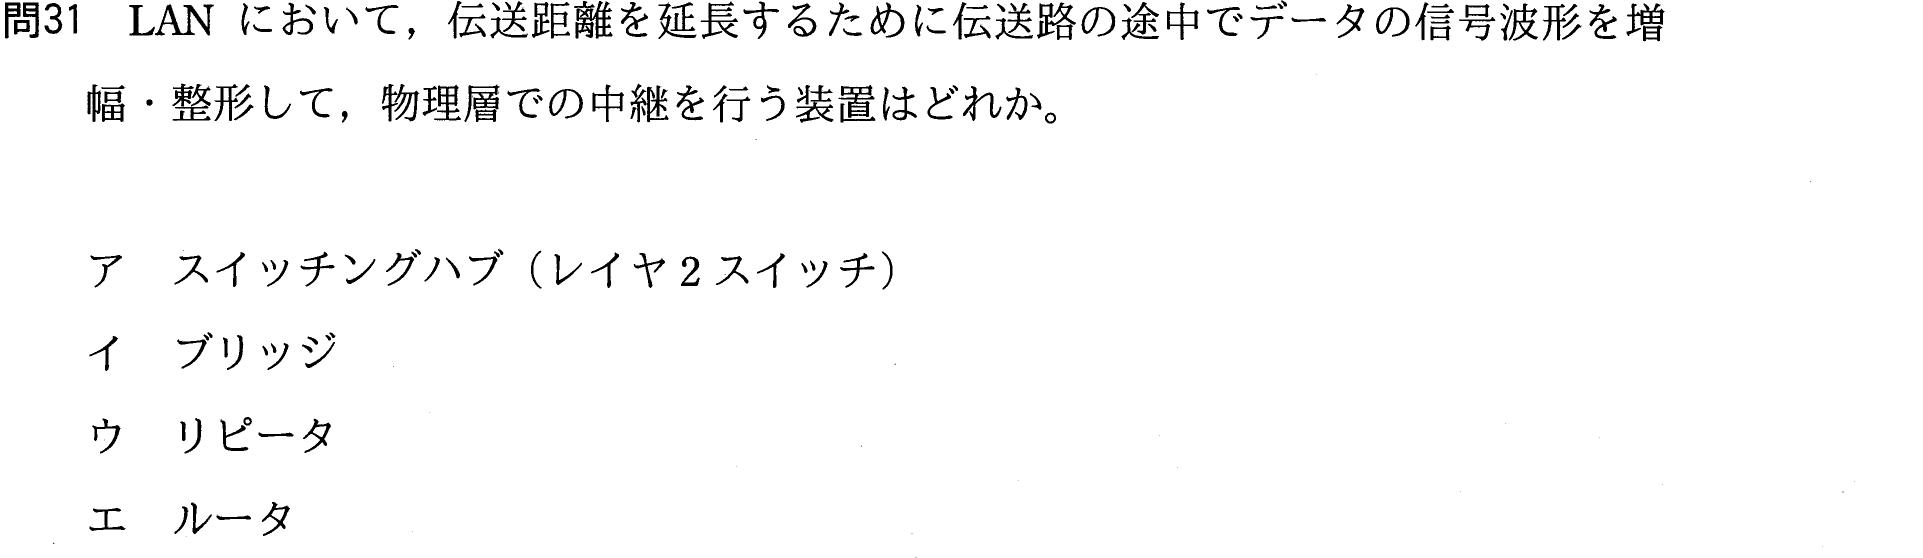 問31　LAN において，伝送距離を延長するために伝送路の途中でデータの信号波形を増
幅・整形して，物理層での中継を行う装置はどれか。
ア　スイッチングハブ（レイヤ 2 スイッチ）
イ　ブリッジ
ウ　リピータ
エ　ルータ